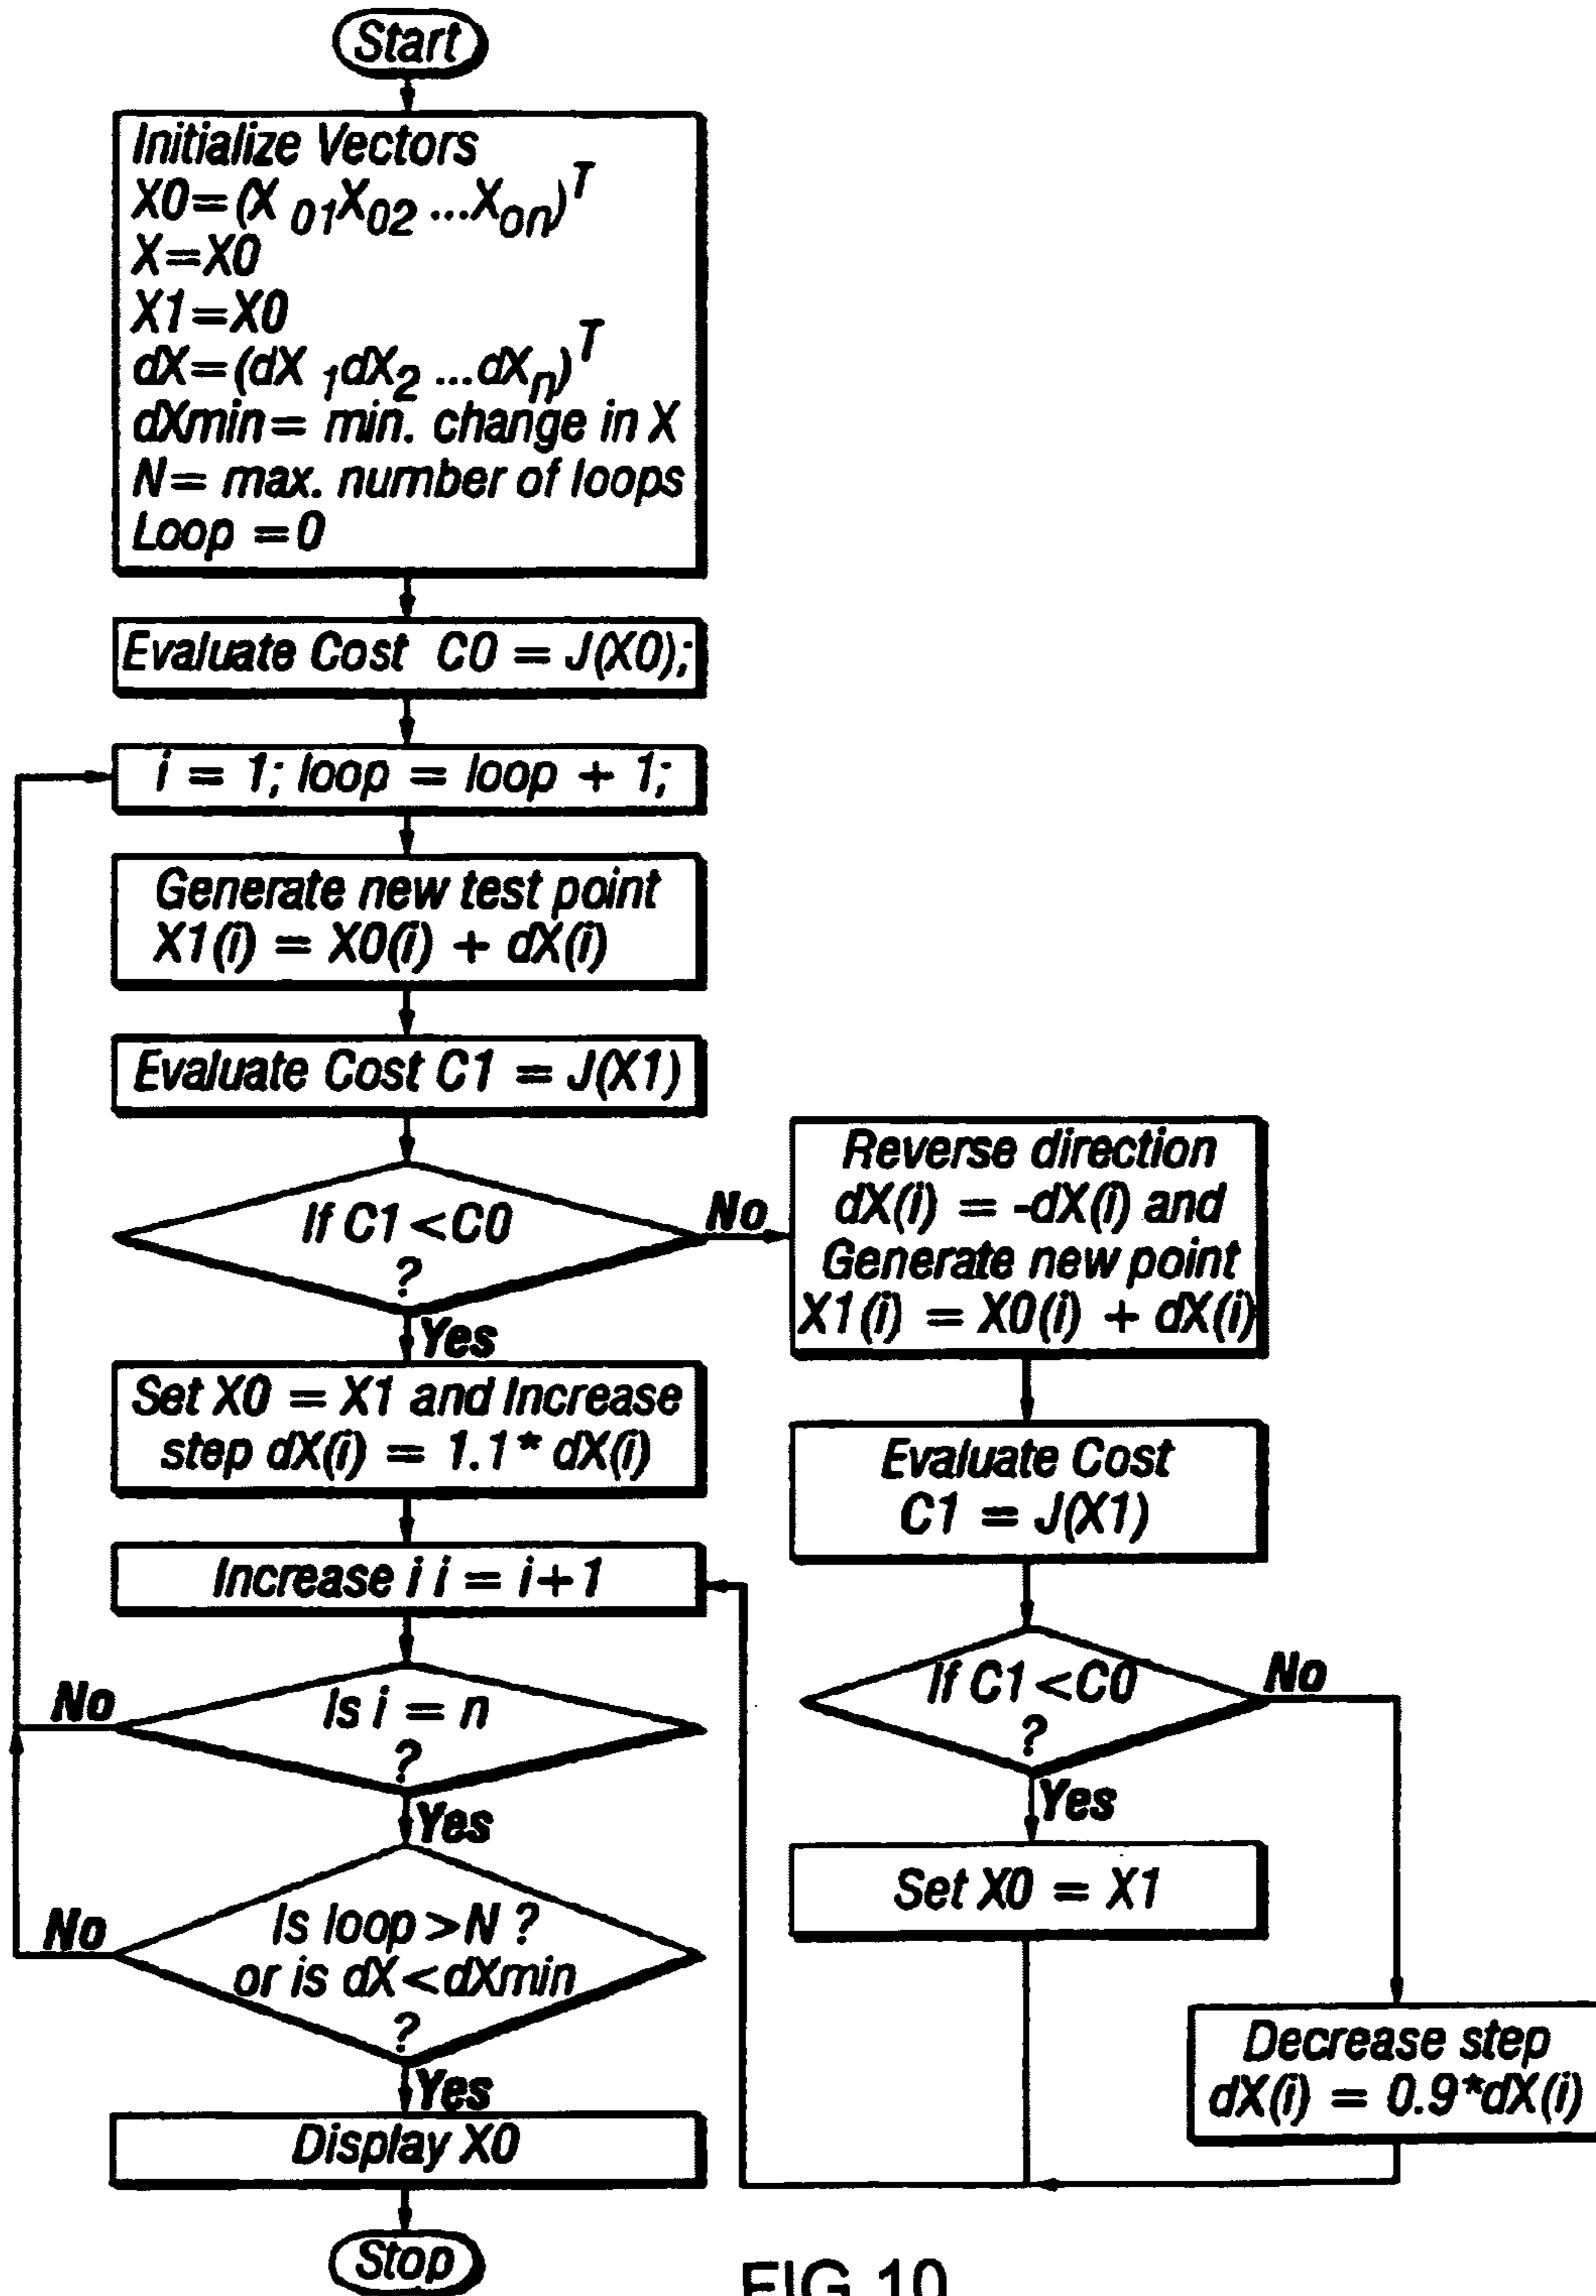 Start
Initialize Vectors
X0=(X 01X02 ...Xon)T
X=X0
X1=X0
dX=(dX 1dX2 ...dXn)T
dXmin= min. change in X
N= max. number of loops
Loop =0
Evaluate Cost C0 = J(X0);
i = 1; loop = loop + 1;
Generate new test point
X1(i) = X0(i) + dX(i)
Evaluate Cost C1 = J(X1)
If C1<C0
?
No
Yes
Set X0 = X1 and Increase
step dX(i) = 1.1* dX(i)
Increase i i = i+1
Is i = n
?
No
Yes
Is loop >N ?
or is dX<dXmin
?
No
Yes
Display X0
Stop
Reverse direction
dX(i) = -dX(i) and
Generate new point
X1(i) = X0(i) + dX(i)
Evaluate Cost
C1 = J(X1)
If C1<C0
?
No
Yes
Set X0 = X1
Decrease step
dX(i) = 0.9*dX(i)
FIG 10